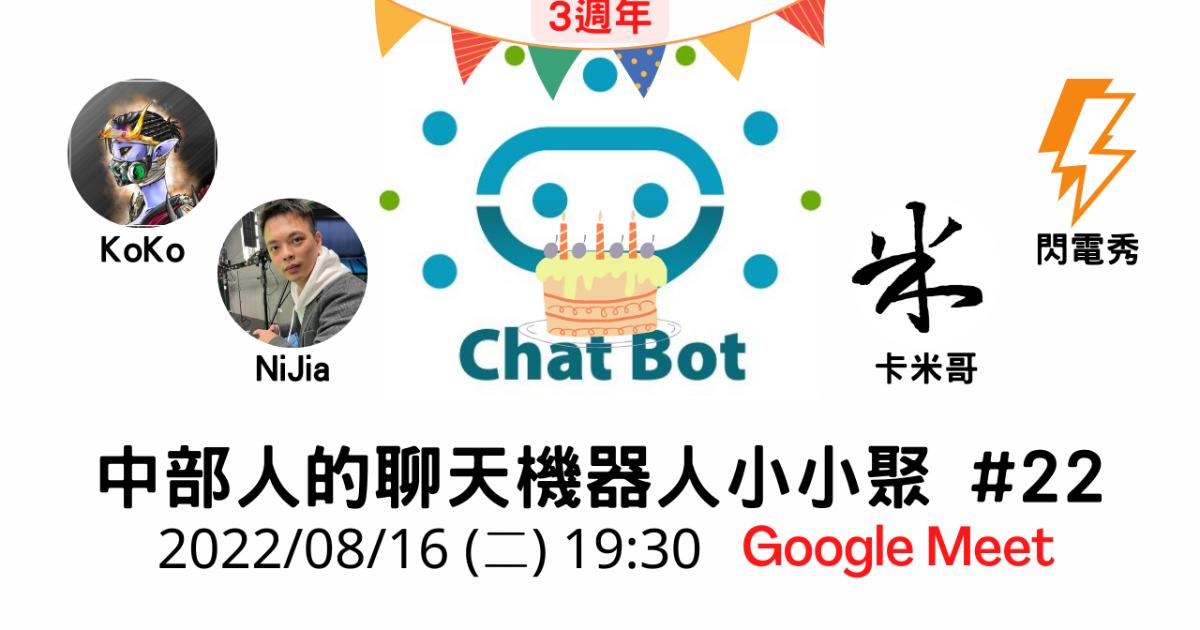 3週年
KoKo
NiJia
Chat Bot
米
卡米哥
閃電秀
中部人的聊天機器人小小聚 #22
2022/08/16 (二) 19:30 Google Meet